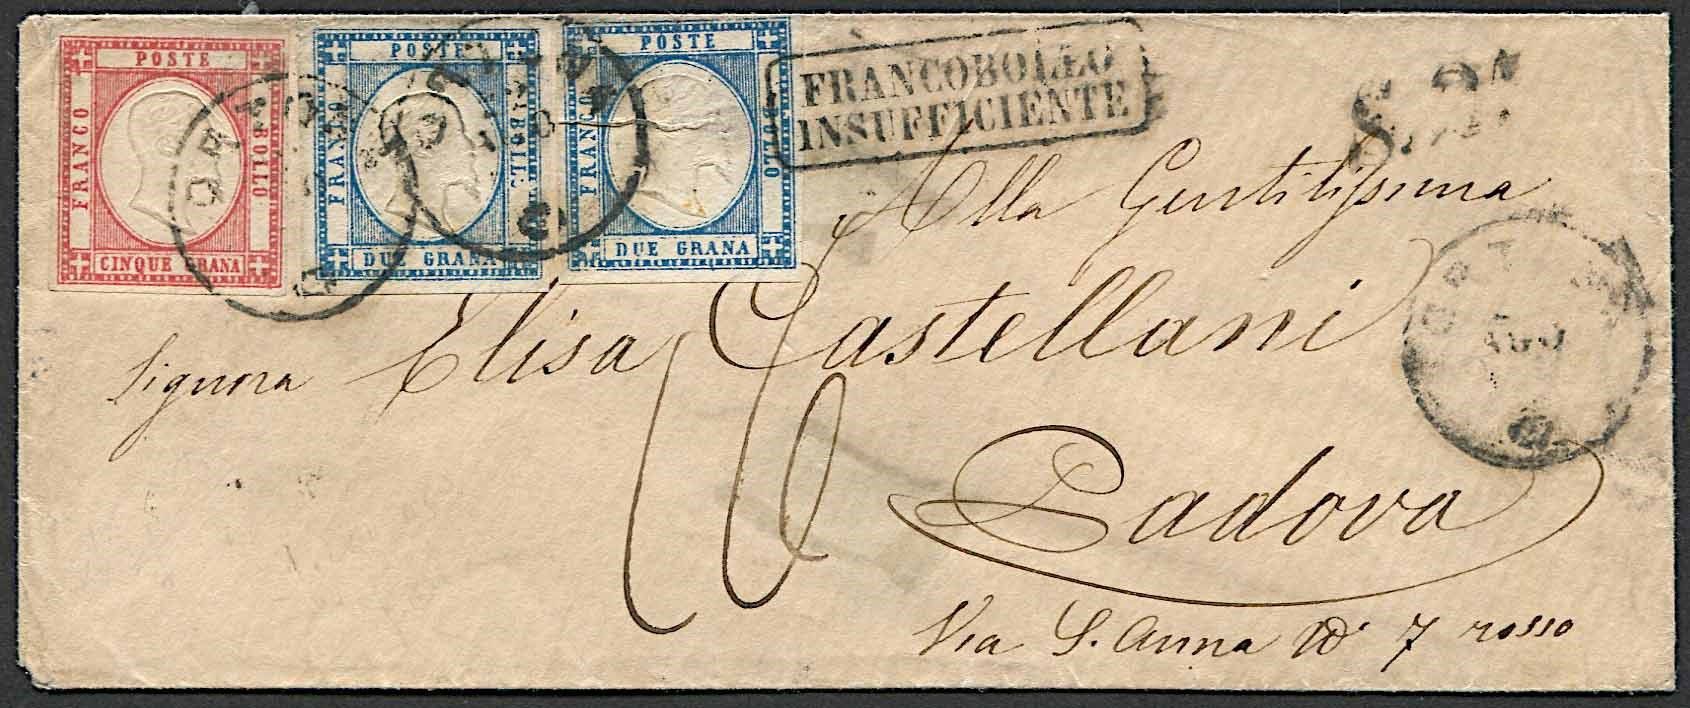 POSTE
FRANCO
BOLLO
CINQUE GRANA
POSTE
FRANCO
BOLLO
DUE GRANA
POSTE
FRANCO
BOLLO
DUE GRANA
FRANCOBOLLO
INSUFFICIENTE
Alla Gentilissima
Signora Elisa Castellani
Padova
Via S. Anna No 7 rosso